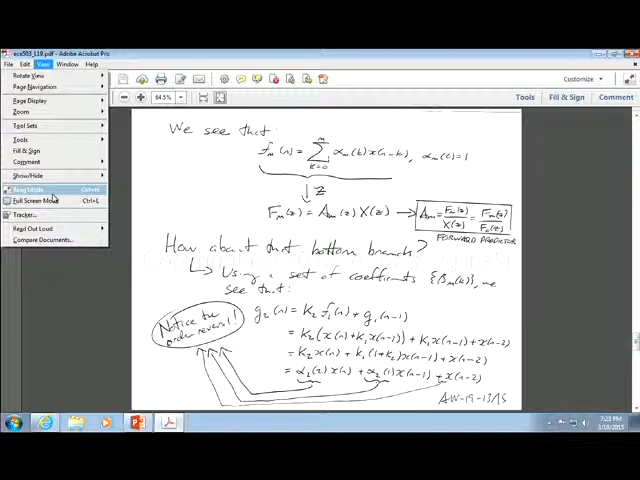 ece503_L19.pdf - Adobe Acrobat Pro
File Edit View Window Help
Rotate View
Page Navigation
Page Display
Zoom
Tool Sets
Tools
Fill & Sign
Comment
Show/Hide
Read Mode Ctrl+H
Full Screen Mode Ctrl+L
Tracker...
Read Out Loud
Compare Documents...
64.5%
Customize
Tools Fill & Sign Comment
We see that
f_m(n) = Σ_{k=0}^{m} α_m(k) x(n-k), α_m(0)=1
↓ Z
F_m(z) = A_m(z) X(z) → A_m = F_m(z)/X(z) = F_m(z)/F_0(z)
FORWARD PREDICTOR
How about that bottom branch?
↳ Using a set of coefficients {β_m(k)}, we
see that:
Notice the order reversal!
g_2(n) = K_2 f_1(n) + g_1(n-1)
= K_2(x(n)+K_1x(n-1)) + K_1x(n-1)+x(n-2)
= K_2x(n) + K_1(1+K_2)x(n-1)+x(n-2)
= α_2(2)x(n) + α_2(1)x(n-1) + x(n-2)
AW-19-13/15
7:23 PM
3/18/2015